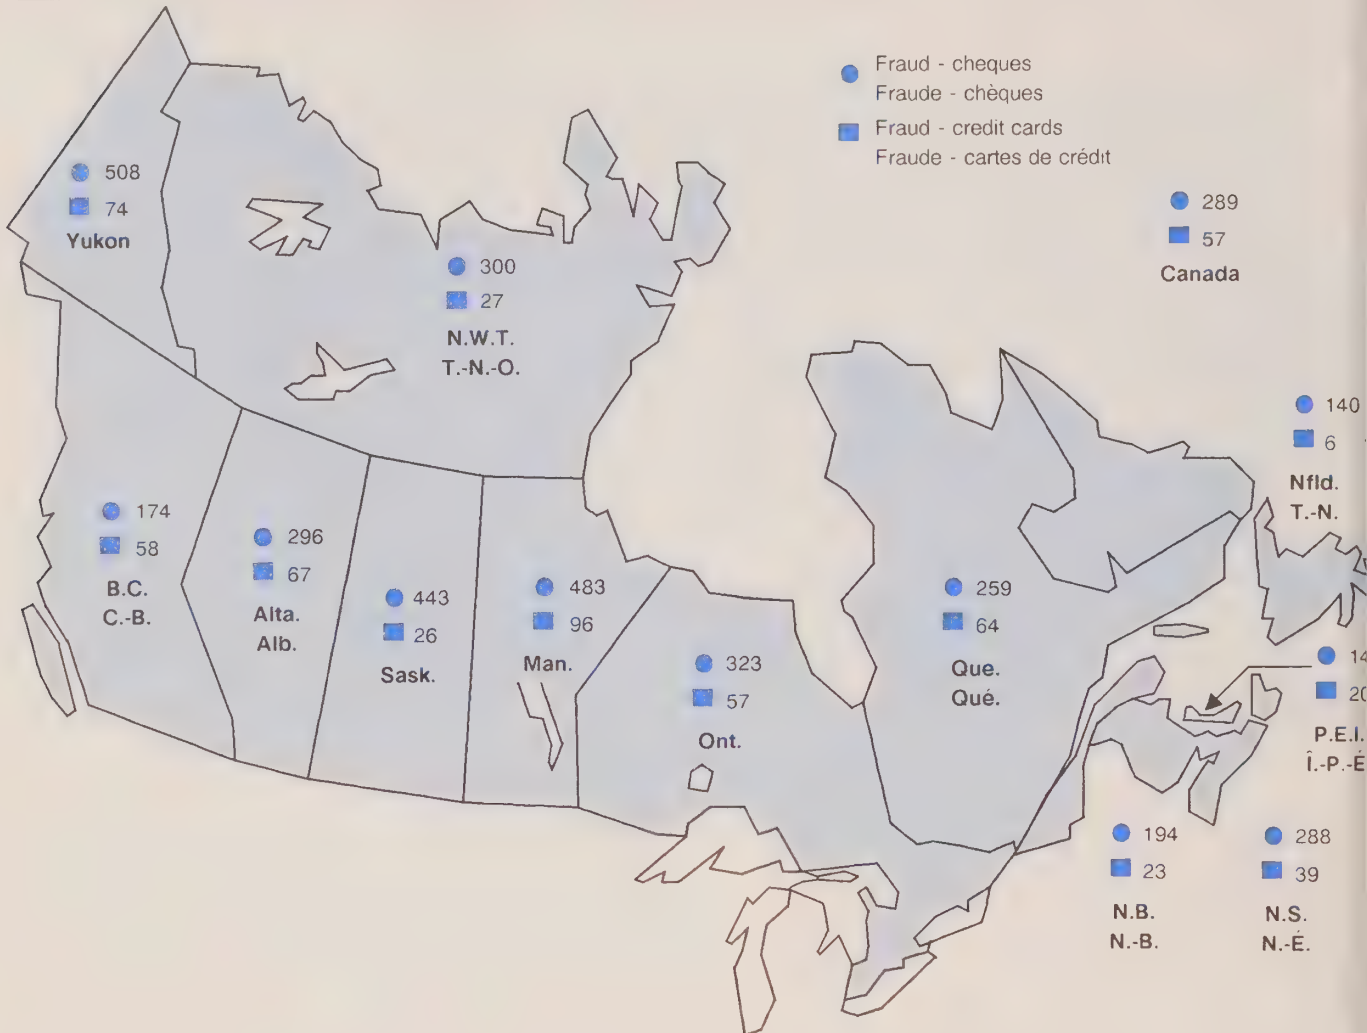 Fraud - cheques
Fraude - chèques
Fraud - credit cards
Fraude - cartes de crédit
289
57
Canada
508
74
Yukon
300
27
N.W.T.
T.-N.-O.
140
6
Nfld.
T.-N.
174
58
B.C.
C.-B.
296
67
Alta.
Alb.
443
26
Sask.
483
96
Man.
323
57
Ont.
259
64
Que.
Qué.
14
20
P.E.I.
Î.-P.-É
194
23
N.B.
N.-B.
288
39
N.S.
N.-É.